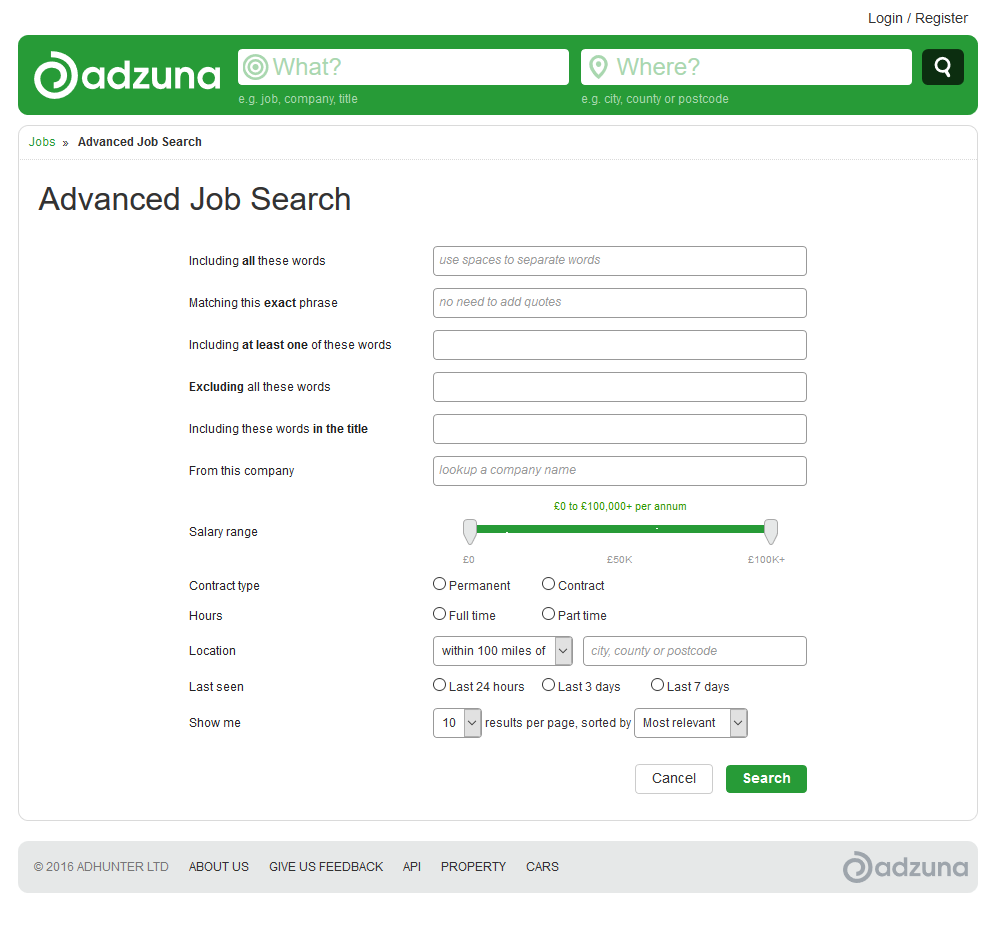 Login / Register
adzuna What? Where?
e.g. job, company, title e.g. city, county or postcode
Jobs » Advanced Job Search
Advanced Job Search
Including all these words use spaces to separate words
Matching this exact phrase no need to add quotes
Including at least one of these words
Excluding all these words
Including these words in the title
From this company lookup a company name
£0 to £100,000+ per annum
Salary range
£0 £50K £100K+
Contract type Permanent Contract
Hours Full time Part time
Location within 100 miles of city, county or postcode
Last seen Last 24 hours Last 3 days Last 7 days
Show me 10 results per page, sorted by Most relevant
Cancel Search
© 2016 ADHUNTER LTD ABOUT US GIVE US FEEDBACK API PROPERTY CARS adzuna